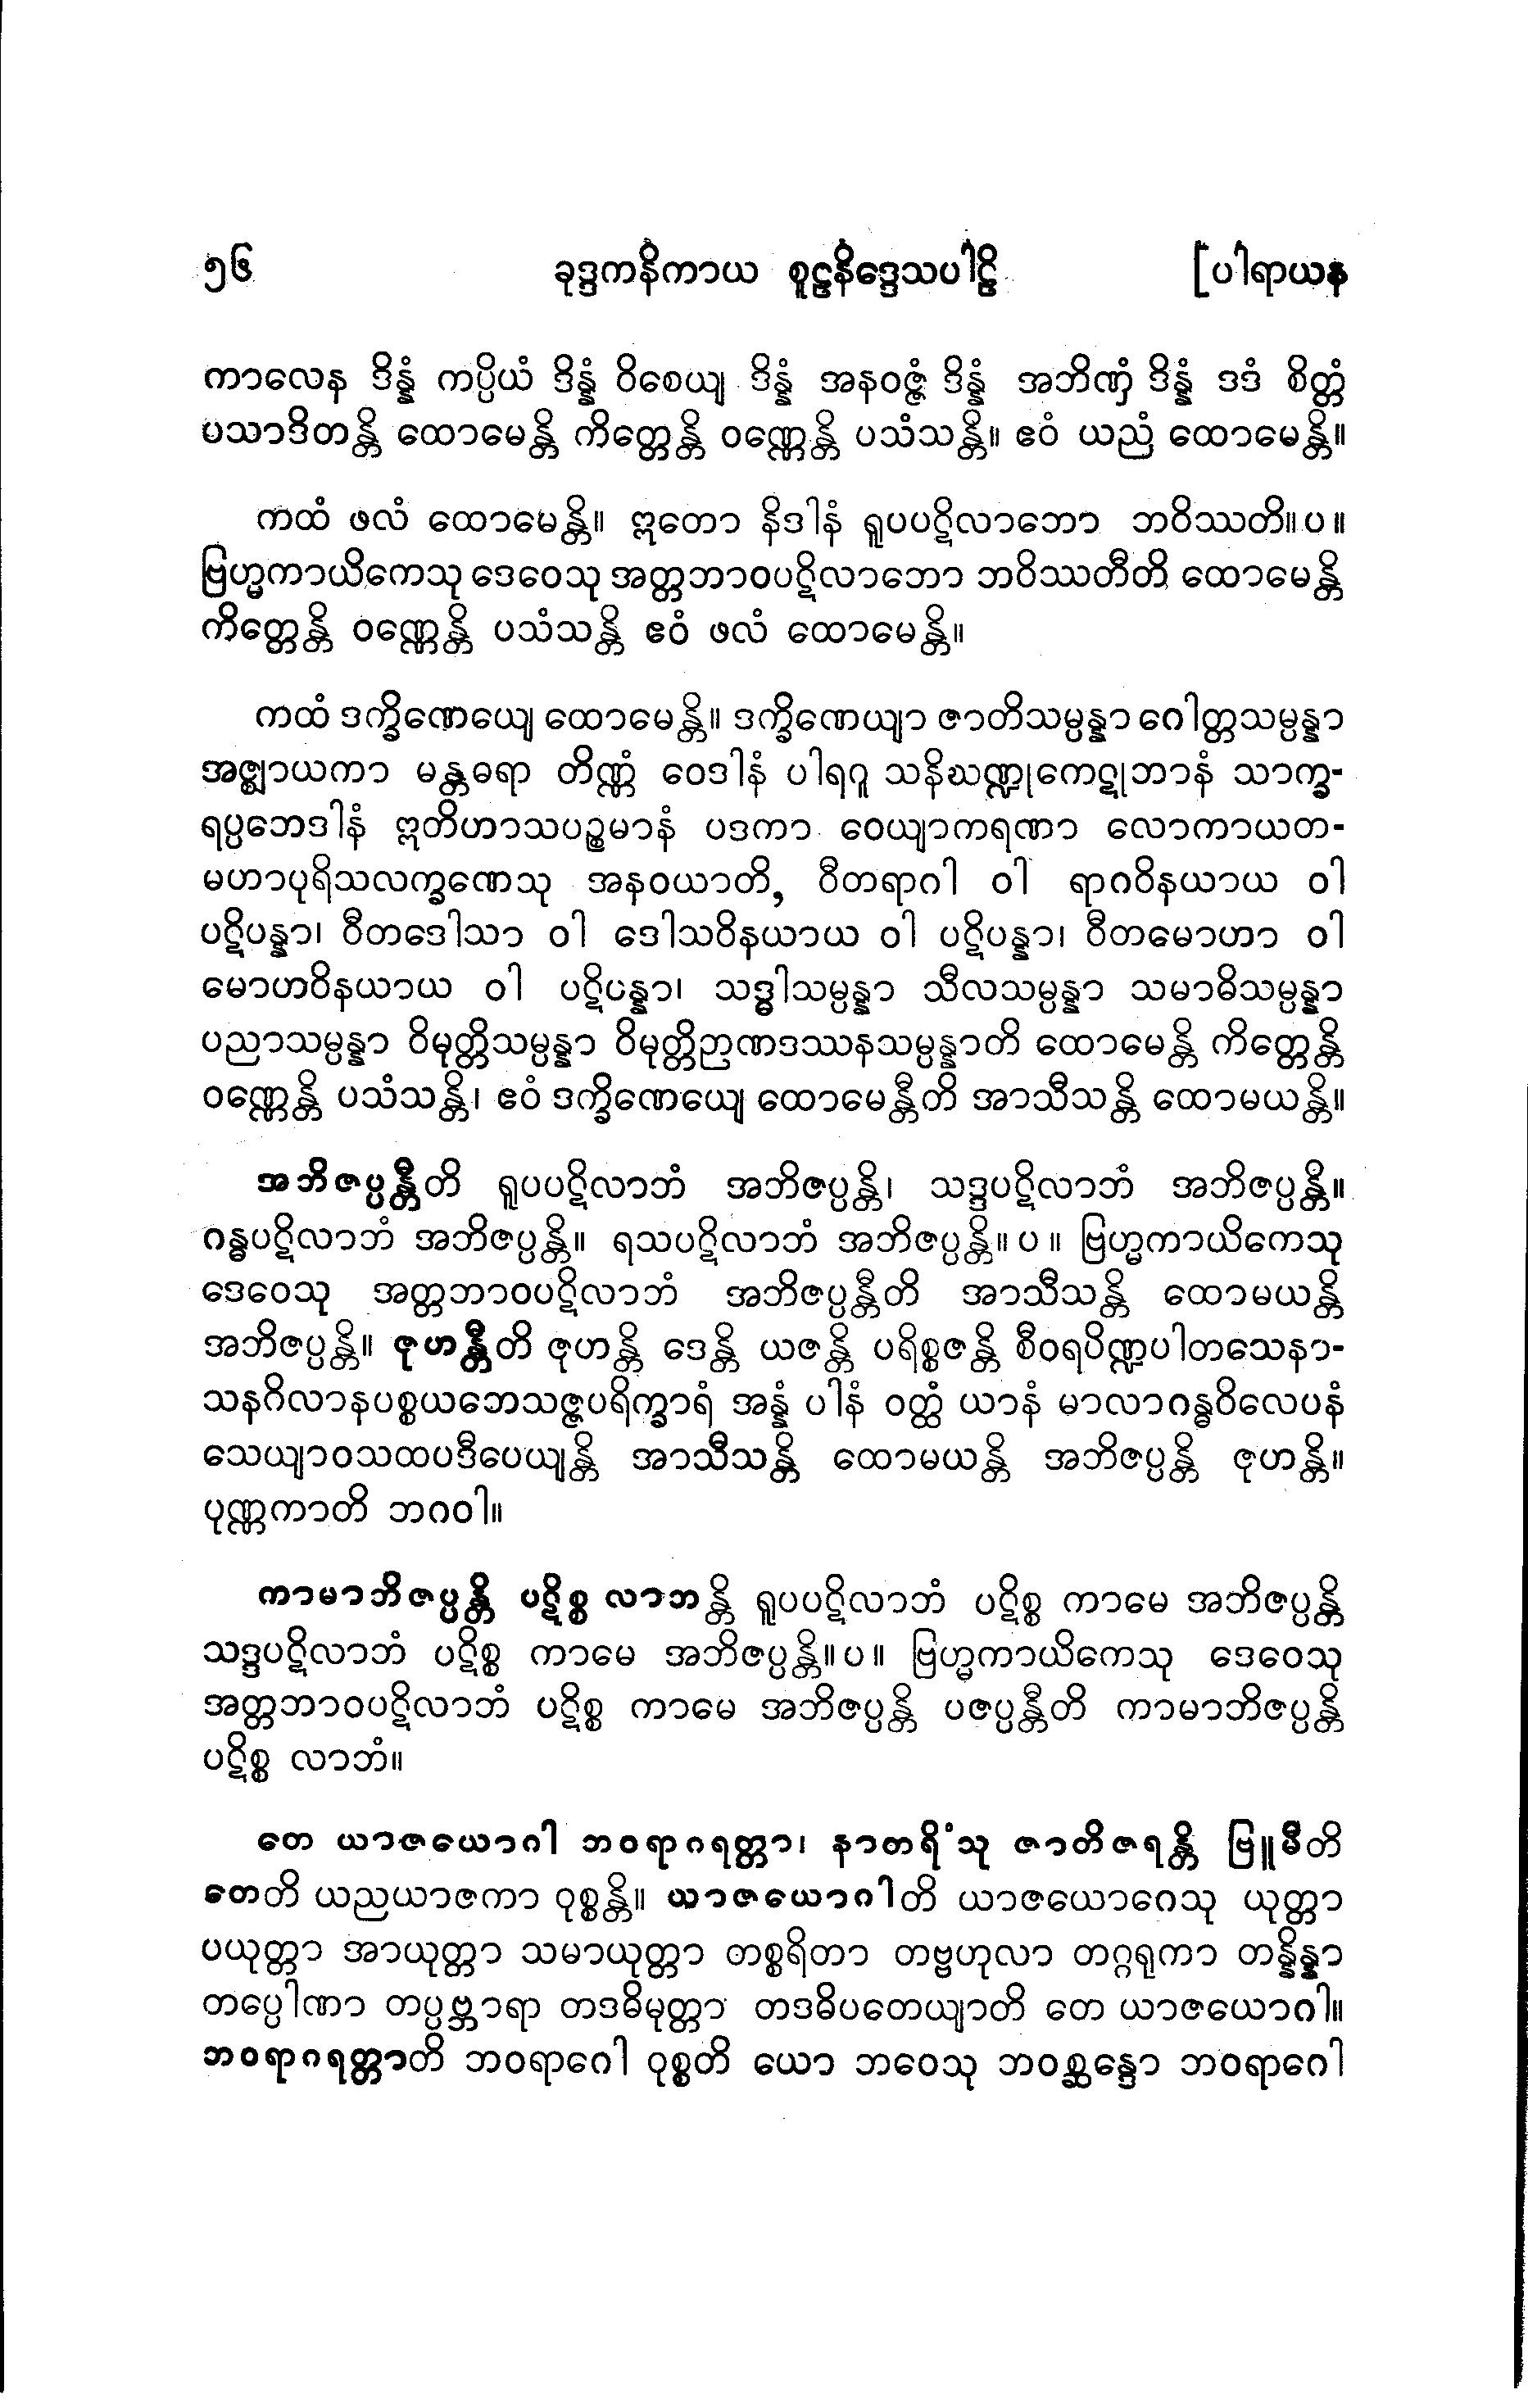 ၅၆ ခုဒ္ဒကနိကာယ စူဠနိဒ္ဒေသပါဠိ [ပါရာယန
ကာလေန ဒိန္နံ ကပ္ပိယံ ဒိန္နံ ဝိစေယျ ဒိန္နံ အနဝဇ္ဇံ ဒိန္နံ အဘိဏှံ ဒိန္နံ ဒဒံ စိတ္တံ
ပသာဒိတန္တိ ထောမေန္တိ ကိတ္တေန္တိ ဝဏ္ဏေန္တိ ပသံသန္တိ။ ဧဝံ ယညံ ထောမေန္တိ။
ကထံ ဖလံ ထောမေန္တိ။ ဣတော နိဒါနံ ရူပပဋိလာဘော ဘဝိဿတိ။ပ။
ဗြဟ္မကာယိကေသု ဒေဝေသု အတ္တဘာဝပဋိလာဘော ဘဝိဿတီတိ ထောမေန္တိ
ကိတ္တေန္တိ ဝဏ္ဏေန္တိ ပသံသန္တိ ဧဝံ ဖလံ ထောမေန္တိ။
ကထံ ဒက္ခိဏေယျေ ထောမေန္တိ။ ဒက္ခိဏေယျာ ဇာတိသမ္ပန္နာ ဂေါတ္တသမ္ပန္နာ
အဇ္ဈာယကာ မန္တဓရာ တိဏ္ဏံ ဝေဒါနံ ပါရဂူ သနိဃဏ္ဍုကေဋုဘာနံ သာက္ခ-
ရပ္ပဘေဒါနံ ဣတိဟာသပဉ္စမာနံ ပဒကာ ဝေယျာကရဏာ လောကာယတ-
မဟာပုရိသလက္ခဏေသု အနဝယာတိ, ဝီတရာဂါ ဝါ ရာဂဝိနယာယ ဝါ
ပဋိပန္နာ၊ ဝီတဒေါသာ ဝါ ဒေါသဝိနယာယ ဝါ ပဋိပန္နာ၊ ဝီတမောဟာ ဝါ
မောဟဝိနယာယ ဝါ ပဋိပန္နာ၊ သဒ္ဓါသမ္ပန္နာ သီလသမ္ပန္နာ သမာဓိသမ္ပန္နာ
ပညာသမ္ပန္နာ ဝိမုတ္တိသမ္ပန္နာ ဝိမုတ္တိဉာဏဒဿနသမ္ပန္နာတိ ထောမေန္တိ ကိတ္တေန္တိ
ဝဏ္ဏေန္တိ ပသံသန္တိ၊ ဧဝံ ဒက္ခိဏေယျေ ထောမေန္တီတိ အာသီသန္တိ ထောမယန္တိ။
အဘိဇပ္ပန္တီတိ ရူပပဋိလာဘံ အဘိဇပ္ပန္တိ၊ သဒ္ဒပဋိလာဘံ အဘိဇပ္ပန္တိ။
ဂန္ဓပဋိလာဘံ အဘိဇပ္ပန္တိ။ ရသပဋိလာဘံ အဘိဇပ္ပန္တိ။ပ။ ဗြဟ္မကာယိကေသု
ဒေဝေသု အတ္တဘာဝပဋိလာဘံ အဘိဇပ္ပန္တီတိ အာသီသန္တိ ထောမယန္တိ
အဘိဇပ္ပန္တိ။ ဇုဟန္တီတိ ဇုဟန္တိ ဒေန္တိ ယဇန္တိ ပရိစ္စဇန္တိ စီဝရပိဏ္ဍပါတသေနာ-
သနဂိလာနပစ္စယဘေသဇ္ဇပရိက္ခာရံ အန္နံ ပါနံ ဝတ္ထံ ယာနံ မာလာဂန္ဓဝိလေပနံ
သေယျာဝသထပဒီပေယျန္တိ အာသီသန္တိ ထောမယန္တိ အဘိဇပ္ပန္တိ ဇုဟန္တိ။
ပုဏ္ဏကာတိ ဘဂဝါ။
ကာမာဘိဇပ္ပန္တိ ပဋိစ္စ လာဘန္တိ ရူပပဋိလာဘံ ပဋိစ္စ ကာမေ အဘိဇပ္ပန္တိ
သဒ္ဒပဋိလာဘံ ပဋိစ္စ ကာမေ အဘိဇပ္ပန္တိ။ပ။ ဗြဟ္မကာယိကေသု ဒေဝေသု
အတ္တဘာဝပဋိလာဘံ ပဋိစ္စ ကာမေ အဘိဇပ္ပန္တိ ပဇပ္ပန္တီတိ ကာမာဘိဇပ္ပန္တိ
ပဋိစ္စ လာဘံ။
တေ ယာဇယောဂါ ဘဝရာဂရတ္တာ၊ နာတရိံသု ဇာတိဇရန္တိ ဗြူမီတိ
တေတိ ယညယာဇကာ ဝုစ္စန္တိ။ ယာဇယောဂါတိ ယာဇယောဂေသု ယုတ္တာ
ပယုတ္တာ အာယုတ္တာ သမာယုတ္တာ တစ္စရိတာ တဗ္ဗဟုလာ တဂ္ဂရုကာ တန္နိန္နာ
တပ္ပေါဏာ တပ္ပဗ္ဘာရာ တဒဓိမုတ္တာ တဒဓိပတေယျာတိ တေ ယာဇယောဂါ။
ဘဝရာဂရတ္တာတိ ဘဝရာဂေါ ဝုစ္စတိ ယော ဘဝေသု ဘဝစ္ဆန္ဒော ဘဝရာဂေါ